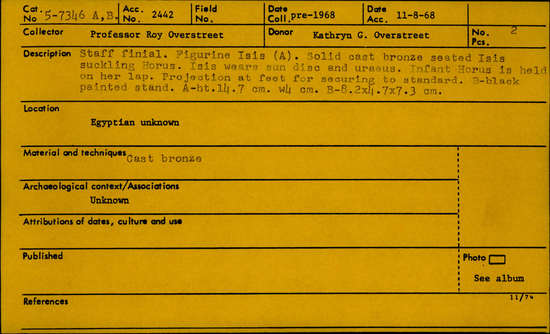 Cat. No 5-7346 A,B Acc. No. 2442 Field No. Date Coll. pre-1968 Date Acc. 11-8-68
Collector Professor Roy Overstreet Donor Kathryn G. Overstreet No. Pcs. 2
Description Staff finial. Figurine Isis (A). Solid cast bronze seated Isis
suckling Horus. Isis wears sun disc and uraeus. Infant Horus is held
on her lap. Projection at feet for securing to standard. B-black
painted stand. A-ht.14.7 cm. w4 cm. B-8.2x4.7x7.3 cm.
Location
Egyptian unknown
Material and techniques Cast bronze
Archaeological context/Associations
Unknown
Attributions of dates, culture and use
Published
Photo
See album
References
11/74